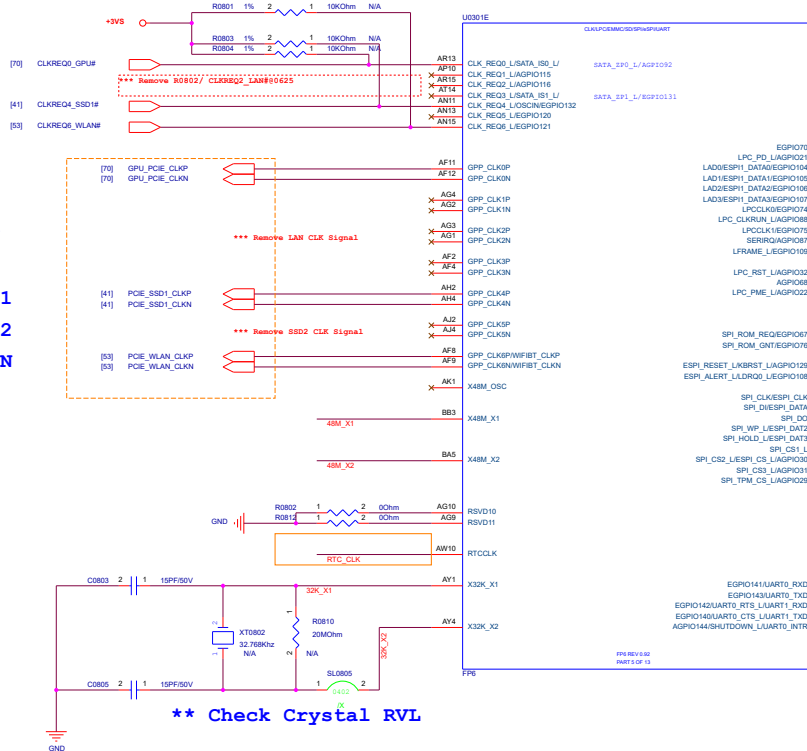 R0801 1% 2 1 10KOhm N/A
+3VS
U0301E
CLK/LPC/EMMC/SD/SPI/eSPI/UART
R0803 1% 2 1 10KOhm N/A
R0804 1% 2 1 10KOhm N/A
[70] CLKREQ0_GPU# AR13 CLK_REQ0_L/SATA_IS0_L/ SATA_ZP0_L/AGPIO92
AP10 CLK_REQ1_L/AGPIO115
*** Remove R0802/ CLKREQ2_LAN#@0625 AR15 CLK_REQ2_L/AGPIO116
AT14 CLK_REQ3_L/SATA_IS1_L/ SATA_ZP1_L/EGPIO131
[41] CLKREQ4_SSD1# AN11 CLK_REQ4_L/OSCIN/EGPIO132
AN13 CLK_REQ5_L/EGPIO120
[53] CLKREQ6_WLAN# AN15 CLK_REQ6_L/EGPIO121
EGPIO70
LPC_PD_L/AGPIO21
[70] GPU_PCIE_CLKP AF11 GPP_CLK0P LAD0/ESPI1_DATA0/EGPIO104
[70] GPU_PCIE_CLKN AF12 GPP_CLK0N LAD1/ESPI1_DATA1/EGPIO105
LAD2/ESPI1_DATA2/EGPIO106
AG4 GPP_CLK1P LAD3/ESPI1_DATA3/EGPIO107
AG2 GPP_CLK1N LPCCLK0/EGPIO74
LPC_CLKRUN_L/AGPIO88
AG3 GPP_CLK2P LPCCLK1/EGPIO75
*** Remove LAN CLK Signal AG1 GPP_CLK2N SERIRQ/AGPIO87
LFRAME_L/EGPIO109
AF2 GPP_CLK3P
AF4 GPP_CLK3N LPC_RST_L/AGPIO32
AGPIO68
1 [41] PCIE_SSD1_CLKP AH2 GPP_CLK4P LPC_PME_L/AGPIO22
[41] PCIE_SSD1_CLKN AH4 GPP_CLK4N
2 *** Remove SSD2 CLK Signal AJ2 GPP_CLK5P
AJ4 GPP_CLK5N SPI_ROM_REQ/EGPIO67
SPI_ROM_GNT/EGPIO76
N [53] PCIE_WLAN_CLKP AF8 GPP_CLK6P/WIFIBT_CLKP
[53] PCIE_WLAN_CLKN AF9 GPP_CLK6N/WIFIBT_CLKN ESPI_RESET_L/KBRST_L/AGPIO129
ESPI_ALERT_L/LDRQ0_L/EGPIO108
AK1 X48M_OSC
SPI_CLK/ESPI_CLK
SPI_DI/ESPI_DATA
48M_X1 BB3 X48M_X1 SPI_DO
SPI_WP_L/ESPI_DAT2
SPI_HOLD_L/ESPI_DAT3
SPI_CS1_L
48M_X2 BA5 X48M_X2 SPI_CS2_L/ESPI_CS_L/AGPIO30
SPI_CS3_L/AGPIO31
SPI_TPM_CS_L/AGPIO29
R0802 1 2 0Ohm AG10 RSVD10
GND R0812 1 2 0Ohm AG9 RSVD11
RTC_CLK AW10 RTCCLK
C0803 2 1 15PF/50V 32K_X1 AY1 X32K_X1 EGPIO141/UART0_RXD
EGPIO143/UART0_TXD
EGPIO142/UART0_RTS_L/UART1_RXD
EGPIO140/UART0_CTS_L/UART1_TXD
AY4 X32K_X2 AGPIO144/SHUTDOWN_L/UART0_INTR
1
R0810
20MOhm
2 N/A
2
XT0802
32.768Khz
1 N/A
32K_X2
FP6 REV 0.92
PART 5 OF 13
FP6
SL0805
C0805 2 1 15PF/50V 1 2
0402
/X
** Check Crystal RVL
GND